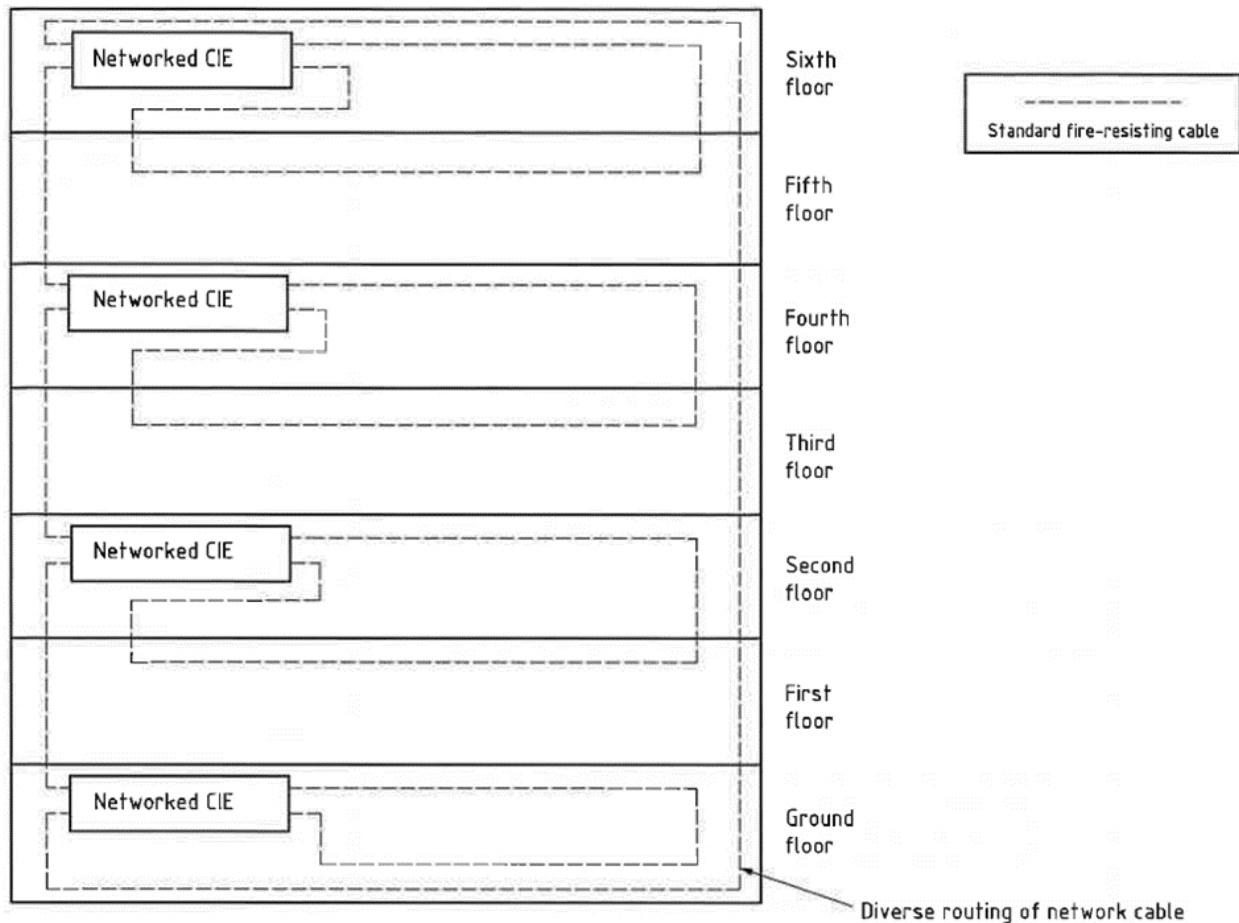 Networked CIE
Sixth
floor
Standard fire-resisting cable
Fifth
floor
Networked CIE
Fourth
floor
Third
floor
Networked CIE
Second
floor
First
floor
Networked CIE
Ground
floor
Diverse routing of network cable